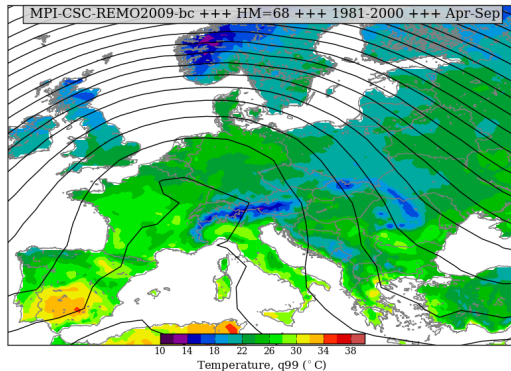 MPI-CSC-REMO2009-bc +++ HM=68 +++ 1981-2000 +++ Apr-Sep
10 14 18 22 26 30 34 38
Temperature, q99 (°C)